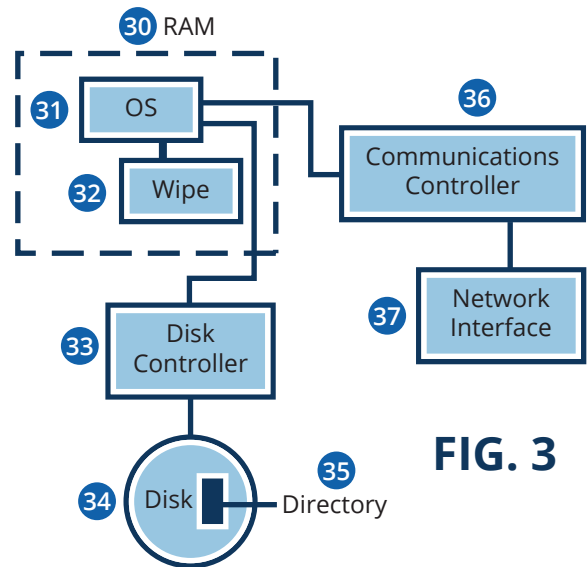 30 RAM
31 OS
36
Communications
Controller
32 Wipe
37 Network
Interface
33 Disk
Controller
FIG. 3
35
34 Disk
Directory